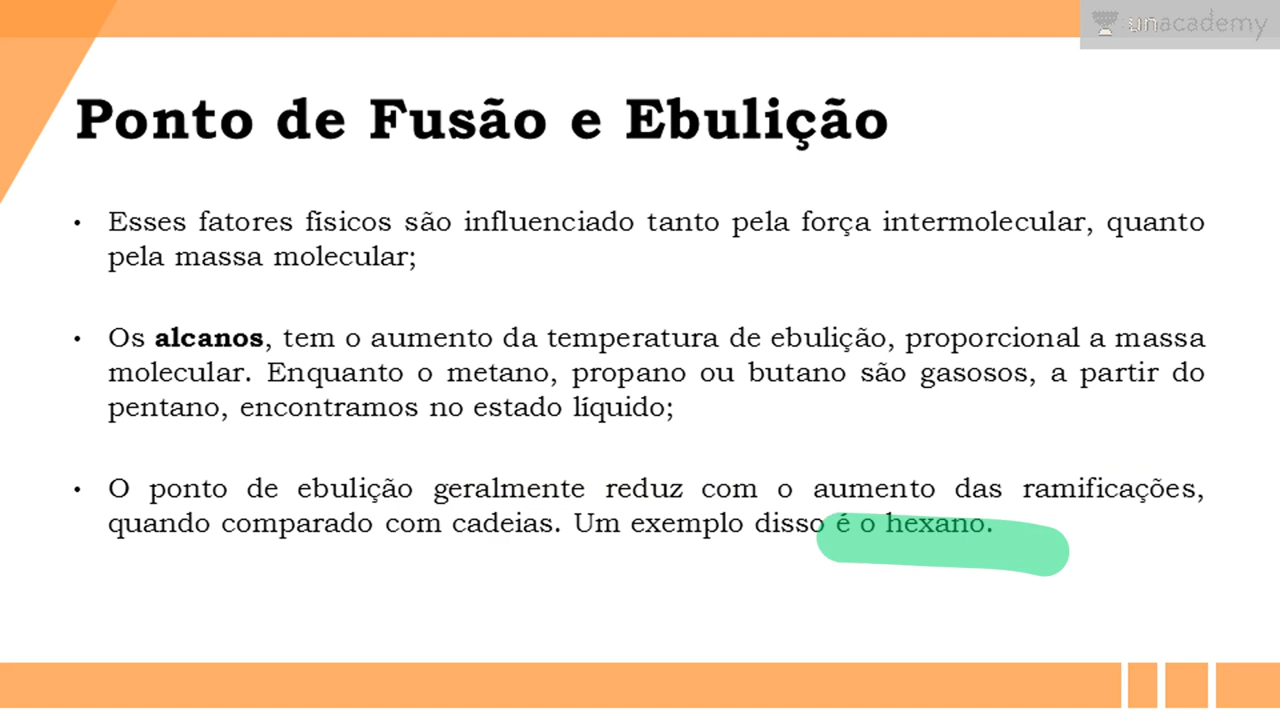 unacademy
Ponto de Fusão e Ebulição
• Esses fatores físicos são influenciado tanto pela força intermolecular, quanto
pela massa molecular;
• Os alcanos, tem o aumento da temperatura de ebulição, proporcional a massa
molecular. Enquanto o metano, propano ou butano são gasosos, a partir do
pentano, encontramos no estado líquido;
• O ponto de ebulição geralmente reduz com o aumento das ramificações,
quando comparado com cadeias. Um exemplo disso é o hexano.